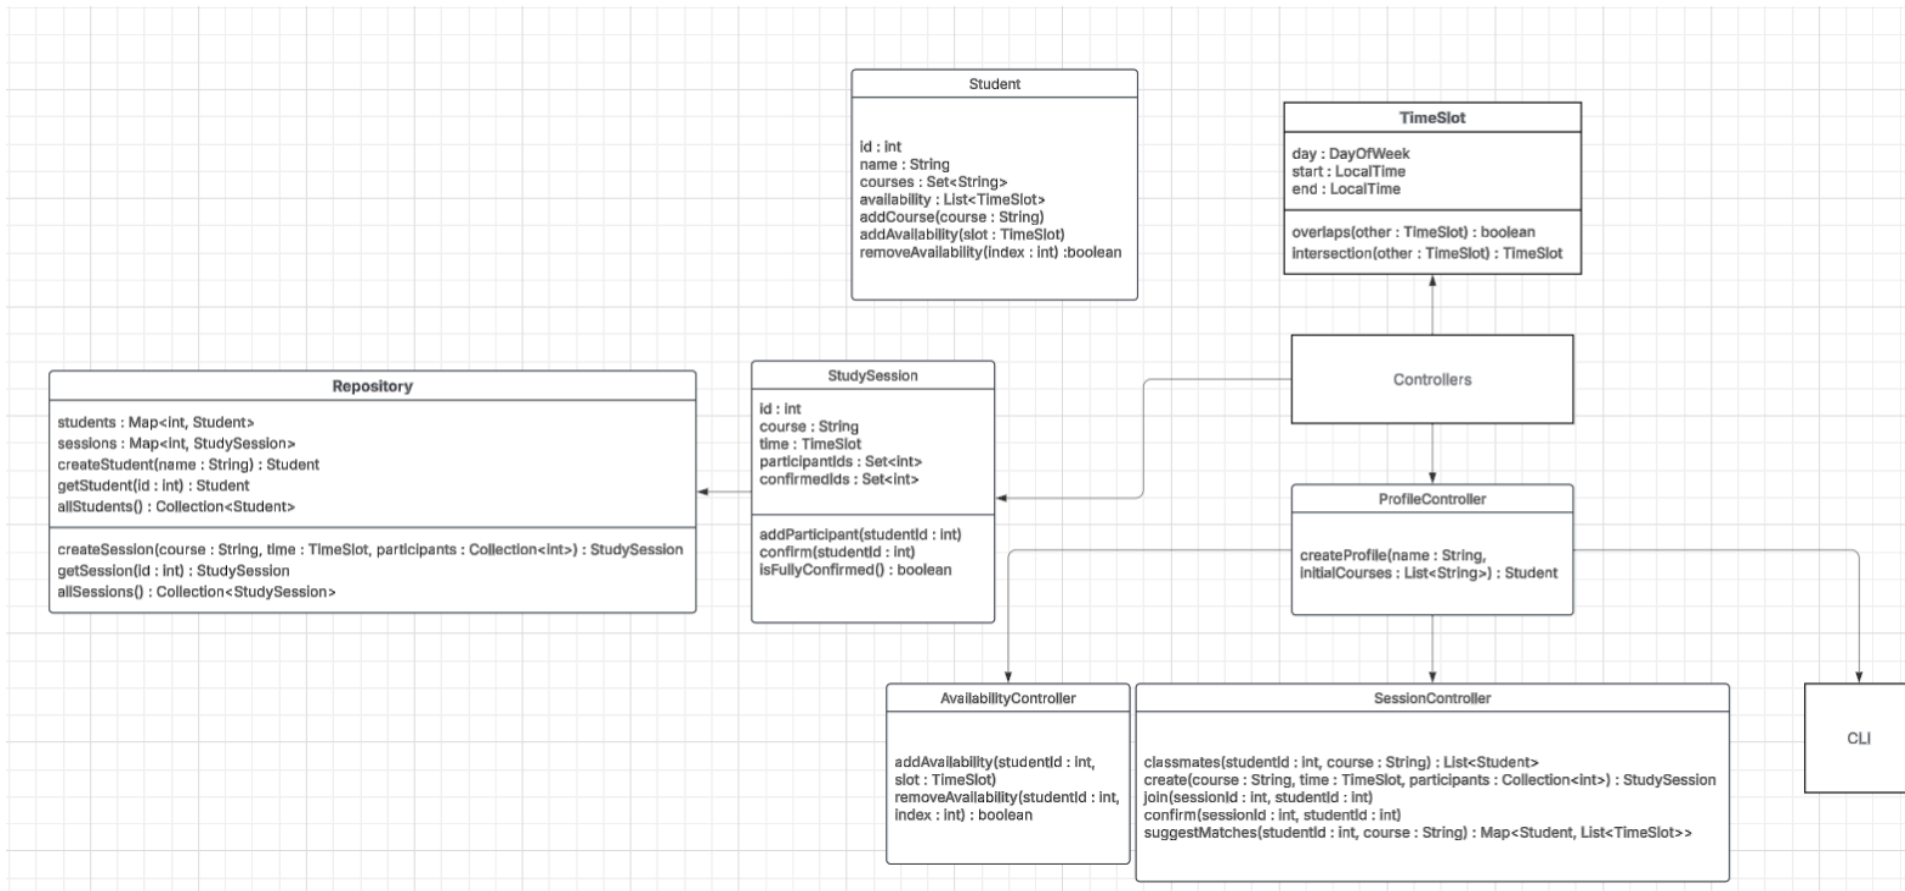 Student
id : int
name : String
courses : Set<String>
availability : List<TimeSlot>
addCourse(course : String)
addAvailability(slot : TimeSlot)
removeAvailability(index : int) :boolean
TimeSlot
day : DayOfWeek
start : LocalTime
end : LocalTime
overlaps(other : TimeSlot) : boolean
intersection(other : TimeSlot) : TimeSlot
Controllers
Repository
students : Map<int, Student>
sessions : Map<int, StudySession>
createStudent(name : String) : Student
getStudent(id : int) : Student
allStudents() : Collection<Student>
createSession(course : String, time : TimeSlot, participants : Collection<int>) : StudySession
getSession(id : int) : StudySession
allSessions() : Collection<StudySession>
StudySession
id : int
course : String
time : TimeSlot
participantIds : Set<int>
confirmedIds : Set<int>
addParticipant(studentId : int)
confirm(studentId : int)
isFullyConfirmed() : boolean
ProfileController
createProfile(name : String,
initialCourses : List<String>) : Student
AvailabilityController
addAvailability(studentId : int,
slot : TimeSlot)
removeAvailability(studentId : int,
index : int) : boolean
SessionController
classmates(studentId : int, course : String) : List<Student>
create(course : String, time : TimeSlot, participants : Collection<int>) : StudySession
join(sessionId : int, studentId : int)
confirm(sessionId : int, studentId : int)
suggestMatches(studentId : int, course : String) : Map<Student, List<TimeSlot>>
CLI